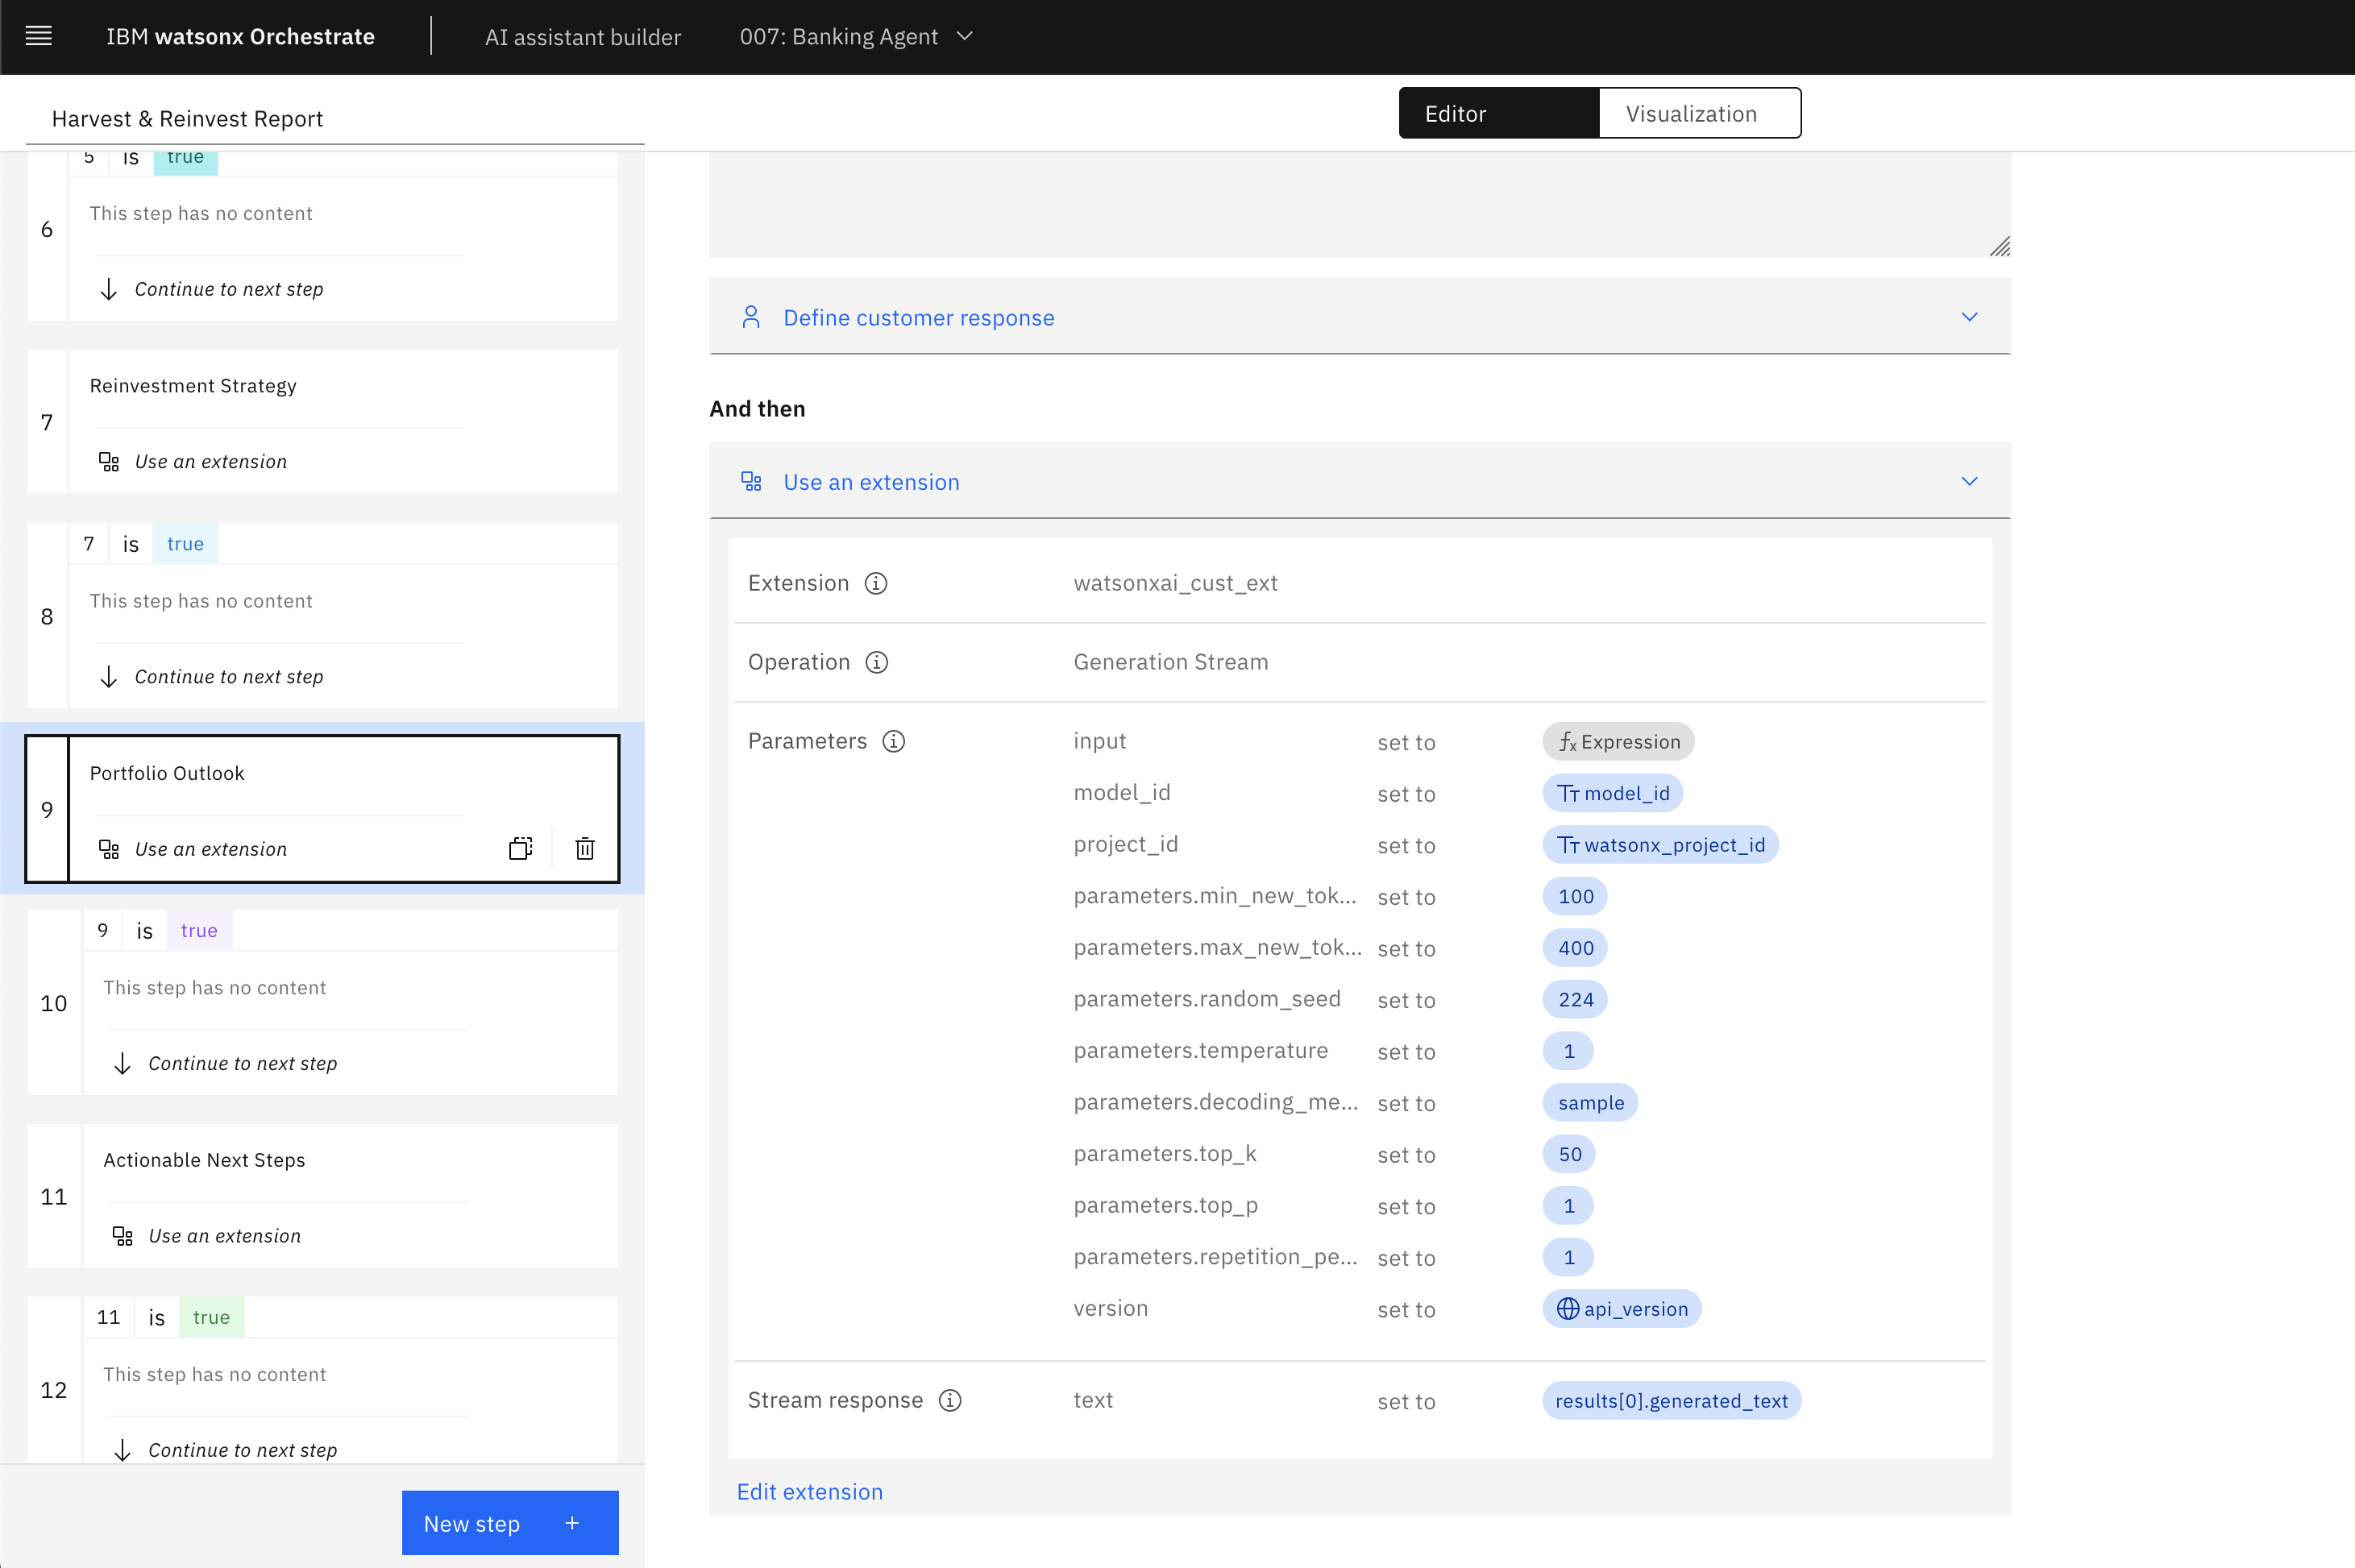 IBM watsonx Orchestrate
AI assistant builder
007: Banking Agent
Harvest & Reinvest Report
Editor
Visualization
5 is true
6
This step has no content
Continue to next step
7
Reinvestment Strategy
Use an extension
7 is true
8
This step has no content
Continue to next step
9
Portfolio Outlook
Use an extension
9 is true
10
This step has no content
Continue to next step
11
Actionable Next Steps
Use an extension
11 is true
12
This step has no content
Continue to next step
New step +
Define customer response
And then
Use an extension
Extension watsonxai_cust_ext
Operation Generation Stream
Parameters input set to fx Expression
model_id set to Tт model_id
project_id set to Tт watsonx_project_id
parameters.min_new_tok... set to 100
parameters.max_new_tok... set to 400
parameters.random_seed set to 224
parameters.temperature set to 1
parameters.decoding_me... set to sample
parameters.top_k set to 50
parameters.top_p set to 1
parameters.repetition_pe... set to 1
version set to api_version
Stream response text set to results[0].generated_text
Edit extension